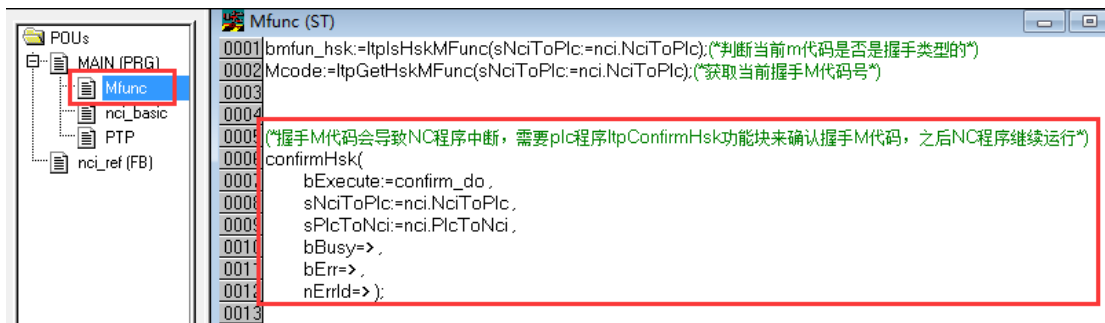 POUs
MAIN (PRG)
Mfunc
nci_basic
PTP
nci_ref (FB)
Mfunc (ST)
0001 bmfun_hsk:=ItpIsHskMFunc(sNciToPlc:=nci.NciToPlc);(*判断当前m代码是否是握手类型的*)
0002 Mcode:=ItpGetHskMFunc(sNciToPlc:=nci.NciToPlc);(*获取当前握手M代码号*)
0003
0004
0005 (*握手M代码会导致NC程序中断，需要plc程序ItpConfirmHsk功能块来确认握手M代码，之后NC程序继续运行*)
0006 confirmHsk(
0007 bExecute:=confirm_do ,
0008 sNciToPlc:=nci.NciToPlc ,
0009 sPlcToNci:=nci.PlcToNci ,
0010 bBusy=> ,
0011 bErr=> ,
0012 nErrId=> );
0013